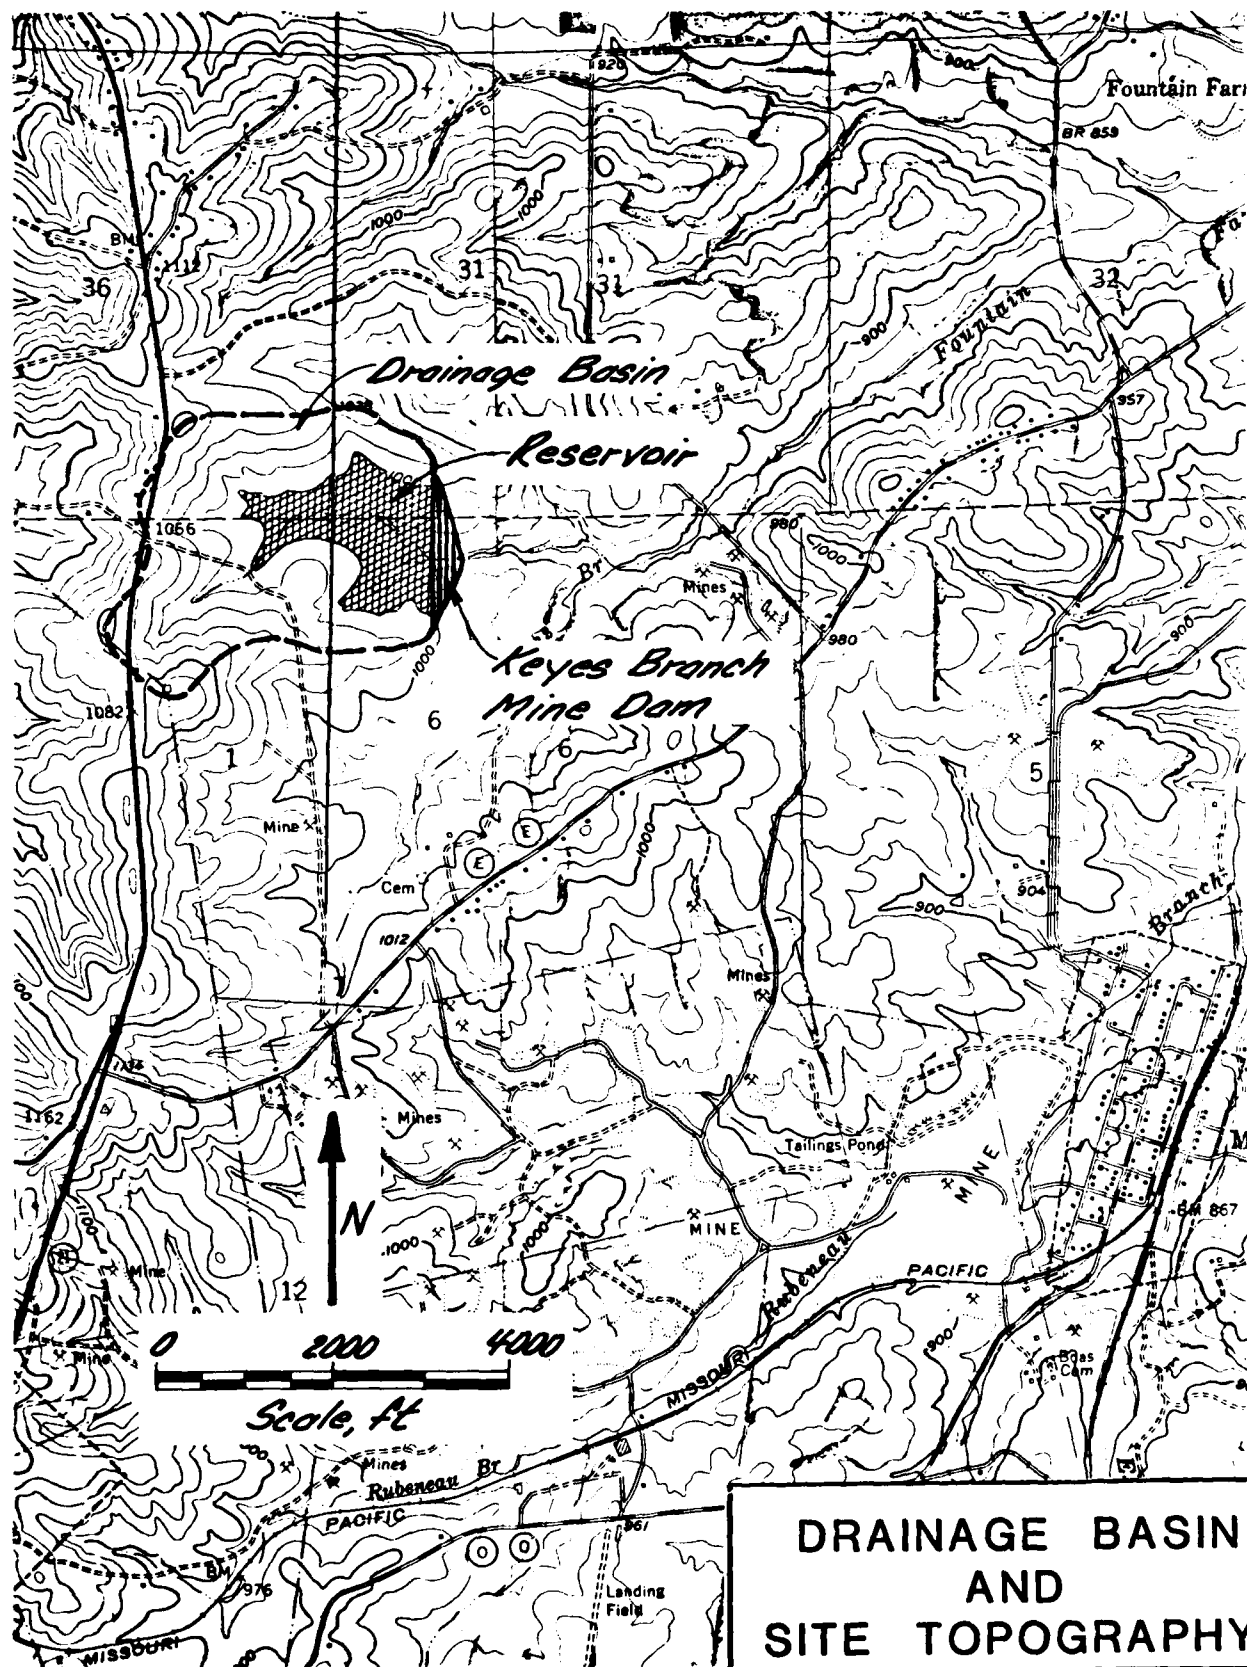 920
900
Fountain Farm
BR 859
1000
1000
BM
1112
36
31
31
32
Fountain
900
Drainage Basin
957
Reservoir
1066
980
1000
Br
Mines
980
900
1000
Keyes Branch
Mine Dam
1082
6
6
1
5
Mine
E
E
1000
Cem
904
900
Branch
1012
Mines
1162
Mines
Tailings Pond
MINE
N
1000
1000
MINE
BM 867
1100
Mine
12
Rubeneau
PACIFIC
0 2000 4000
900
Mine
MISSOURI
Boas
Cem
Scale, ft
Mines
Rubeneau Br
PACIFIC
961
O O
BM
976
Landing
Field
MISSOURI
DRAINAGE BASIN
AND
SITE TOPOGRAPHY